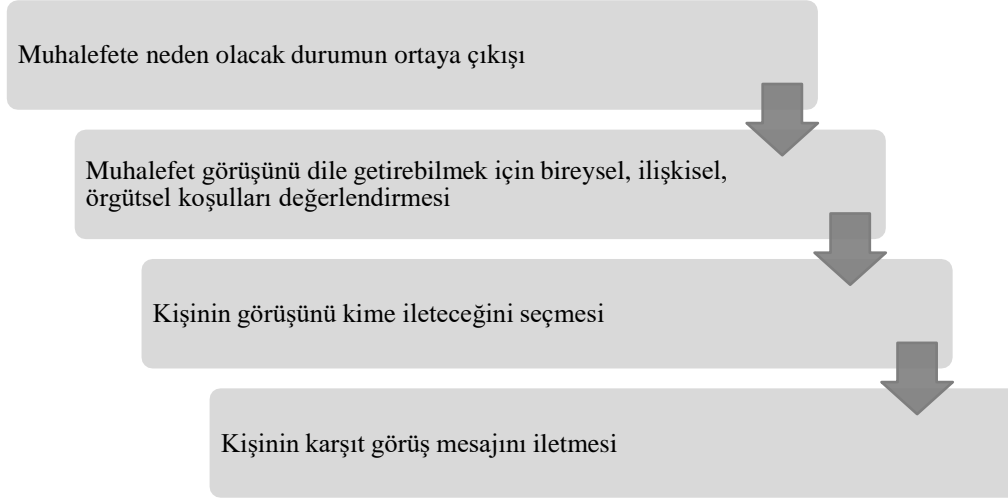 Muhalefete neden olacak durumun ortaya çıkışı
Muhalefet görüşünü dile getirebilmek için bireysel, ilişkisel,
örgütsel koşulları değerlendirmesi
Kişinin görüşünü kime ileteceğini seçmesi
Kişinin karşıt görüş mesajını iletmesi